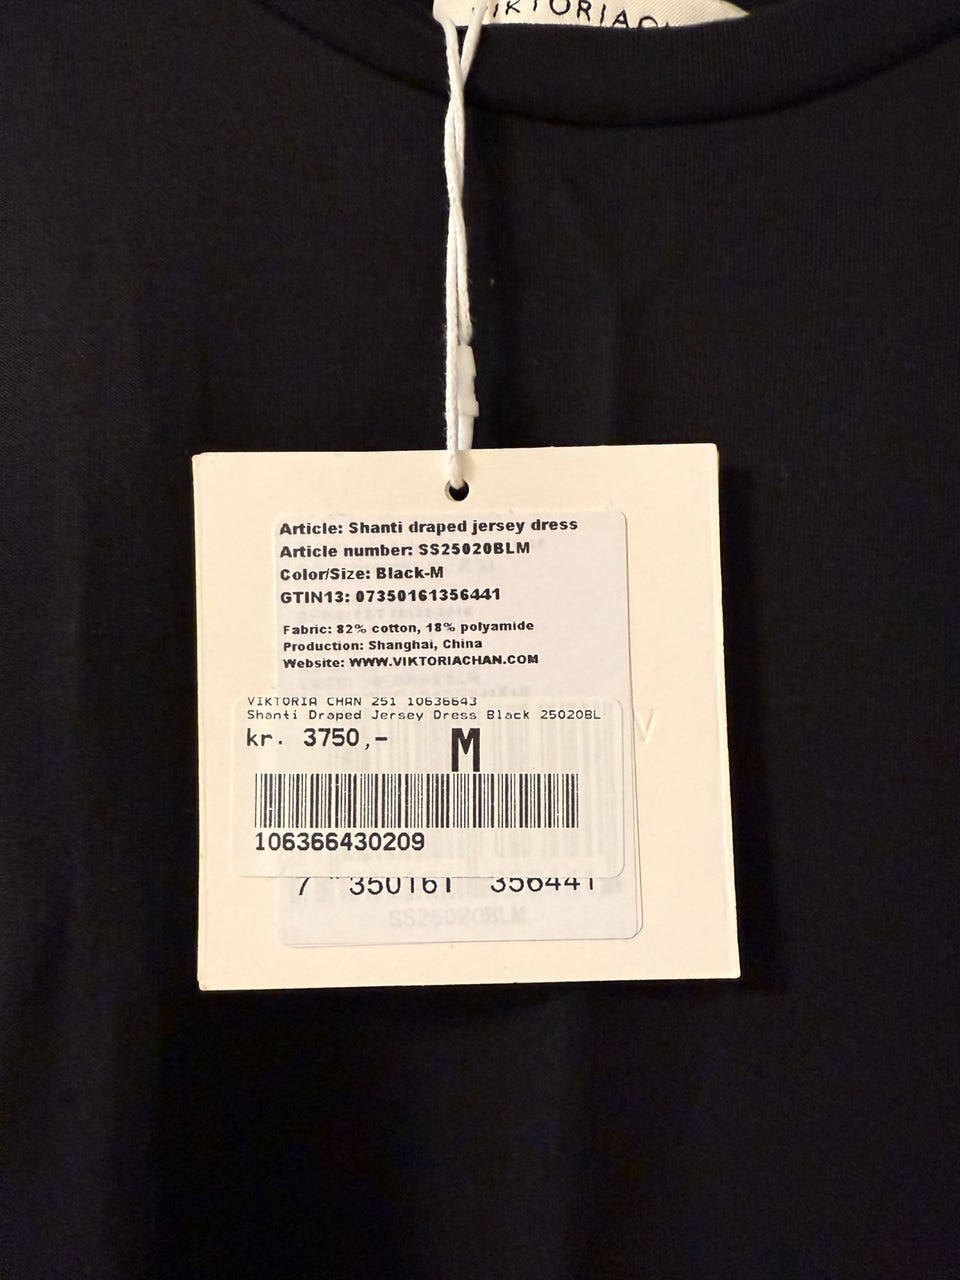 Article: Shanti draped jersey dress
Article number: SS25020BLM
Color/Size: Black-M
GTIN13: 07350161356441
Fabric: 82% cotton, 18% polyamide
Production: Shanghai, China
Website: WWW.VIKTORIACHAN.COM
VIKTORIA CHAN 251 10636643
Shanti Draped Jersey Dress Black 25020BL
kr. 3750,- M
106366430209
7 350161 356441
SS25020BLM